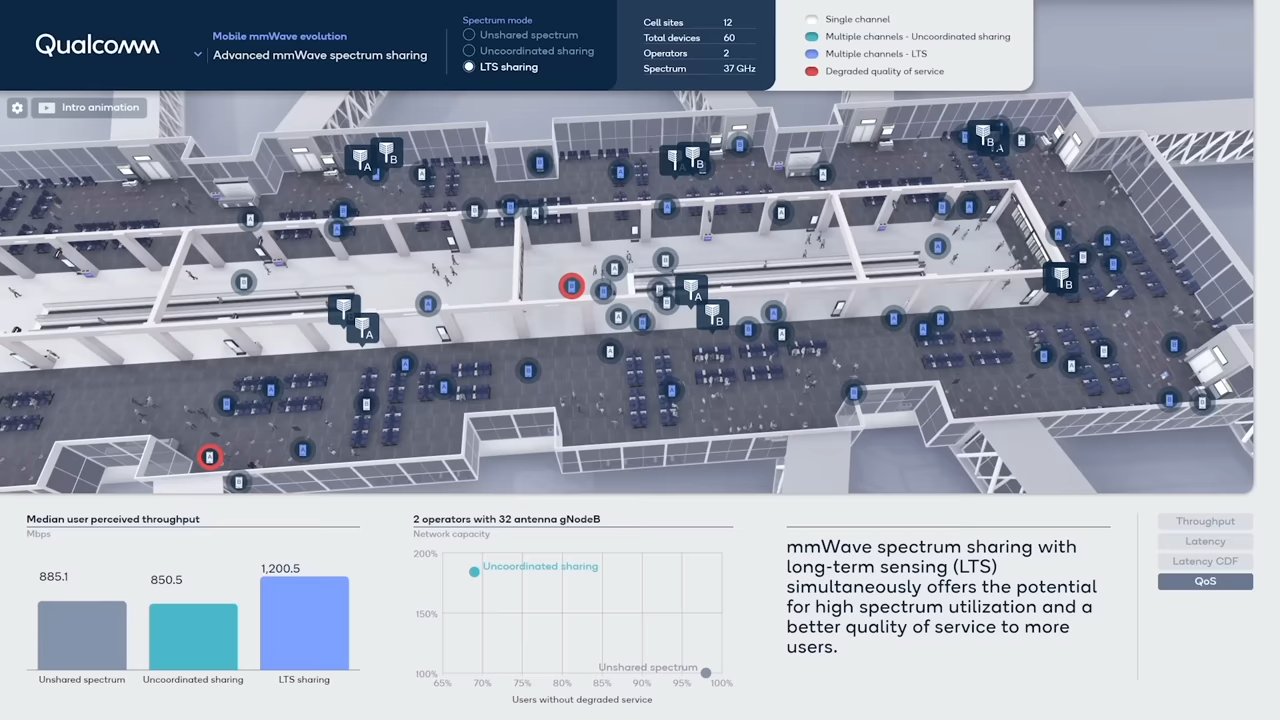 Qualcomm
Mobile mmWave evolution
Advanced mmWave spectrum sharing
Spectrum mode
Unshared spectrum
Uncoordinated sharing
LTS sharing
Cell sites 12
Total devices 60
Operators 2
Spectrum 37 GHz
Single channel
Multiple channels - Uncoordinated sharing
Multiple channels - LTS
Degraded quality of service
Intro animation
A
B
A
B
B
A
A
B
B
A
Median user perceived throughput
Mbps
885.1
850.5
1,200.5
Unshared spectrum
Uncoordinated sharing
LTS sharing
2 operators with 32 antenna gNodeB
Network capacity
200%
150%
100%
Uncoordinated sharing
Unshared spectrum
65% 70% 75% 80% 85% 90% 95% 100%
Users without degraded service
mmWave spectrum sharing with
long-term sensing (LTS)
simultaneously offers the potential
for high spectrum utilization and a
better quality of service to more
users.
Throughput
Latency
Latency CDF
QoS